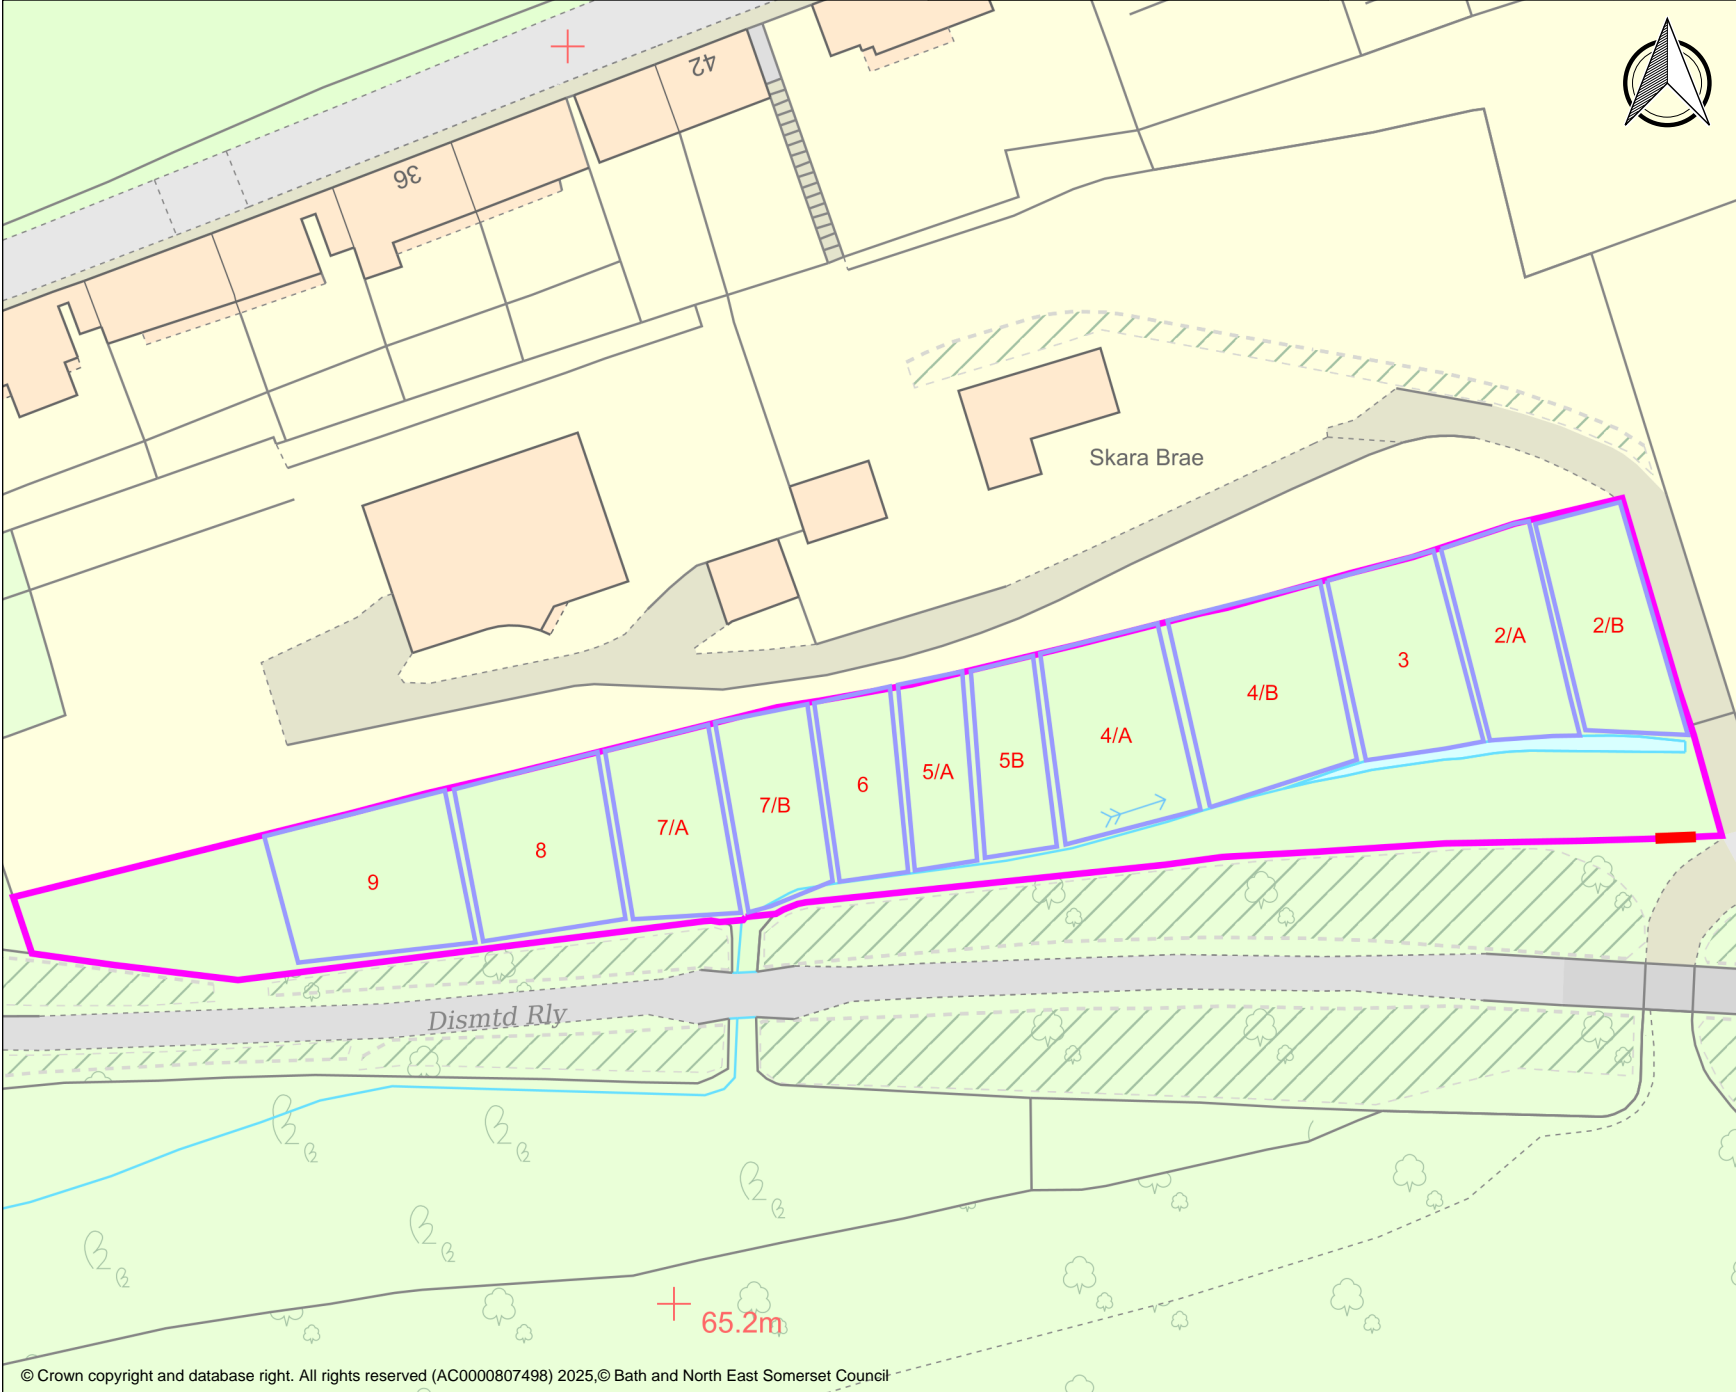 42
36
Skara Brae
2/B
2/A
3
4/B
4/A
5B
5/A
6
7/B
7/A
8
9
Dismtd Rly
65.2m
© Crown copyright and database right. All rights reserved (AC0000807498) 2025,© Bath and North East Somerset Council